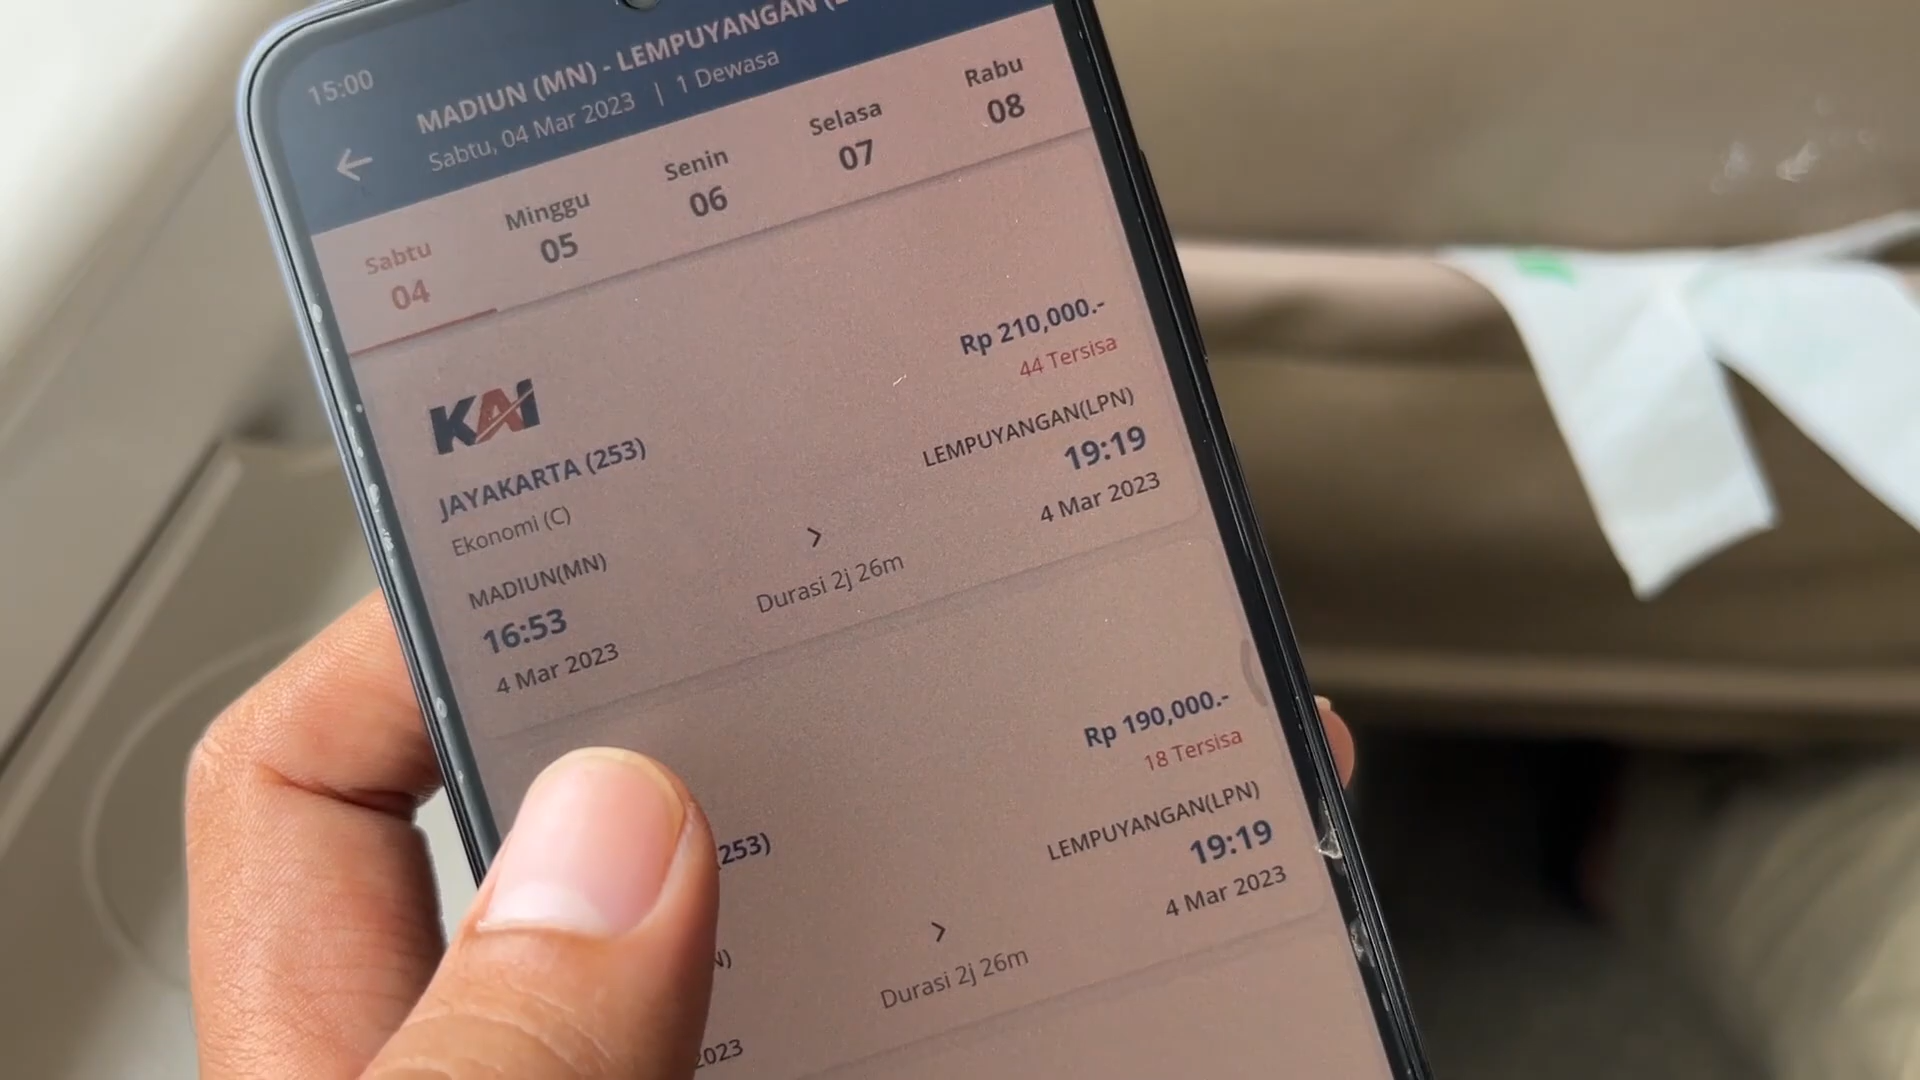 15:00
MADIUN (MN) - LEMPUYANGAN
Sabtu, 04 Mar 2023 | 1 Dewasa
Sabtu
04
Minggu
05
Senin
06
Selasa
07
Rabu
08
Rp 210,000.-
44 Tersisa
KAI
JAYAKARTA (253)
Ekonomi (C)
MADIUN(MN)
16:53
4 Mar 2023
Durasi 2j 26m
LEMPUYANGAN(LPN)
19:19
4 Mar 2023
Rp 190,000.-
18 Tersisa
253)
N)
2023
Durasi 2j 26m
LEMPUYANGAN(LPN)
19:19
4 Mar 2023